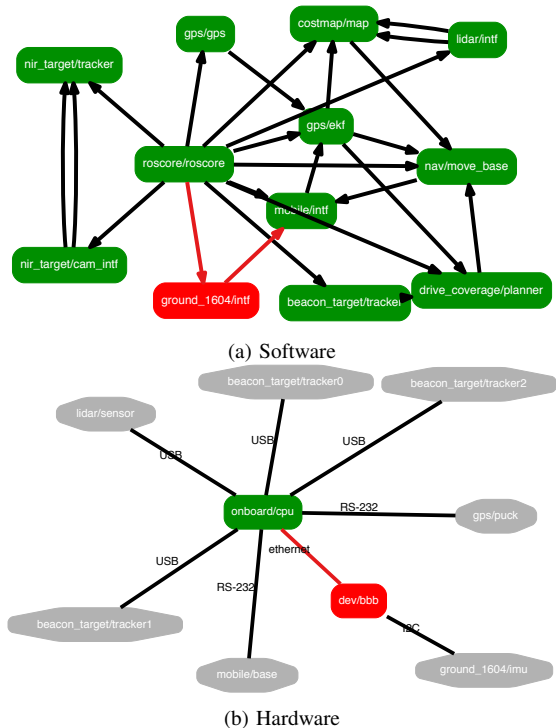 costmap/map
gps/gps
lidar/intf
nir_target/tracker
gps/ekf
roscore/roscore
nav/move_base
mobile/intf
nir_target/cam_intf
drive_coverage/planner
ground_1604/intf
beacon_target/tracker
(a) Software
beacon_target/tracker0
beacon_target/tracker2
lidar/sensor
USB
USB
USB
RS-232
onboard/cpu
gps/puck
ethernet
USB
RS-232
dev/bbb
beacon_target/tracker1
I2C
mobile/base
ground_1604/imu
(b) Hardware